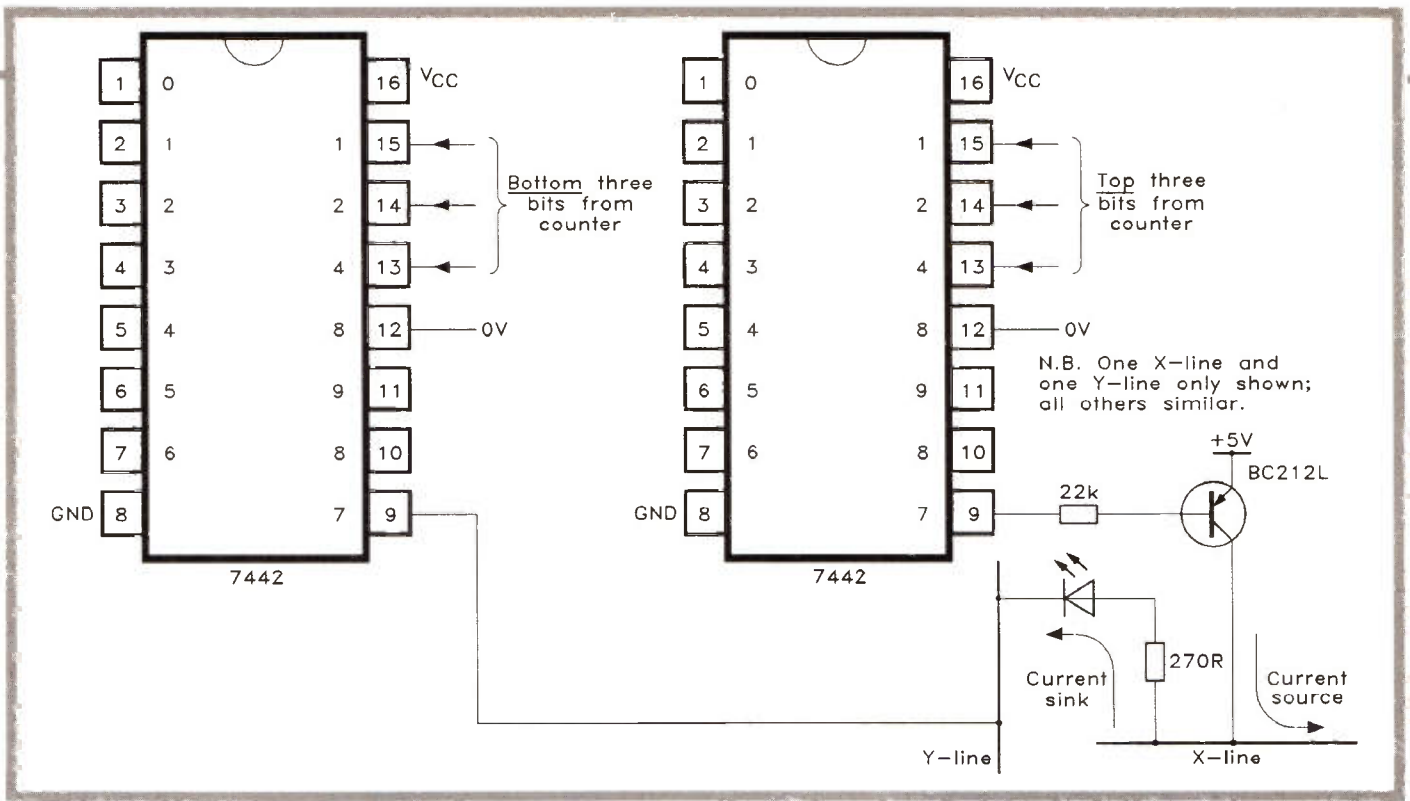 1 0 16 VCC
2 1 1 15
3 2 2 14
4 3 4 13
5 4 8 12 0V
6 5 9 11
7 6 8 10
GND 8 7 9
7442
Bottom three
bits from
counter
1 0 16 VCC
2 1 1 15
3 2 2 14
4 3 4 13
5 4 8 12 0V
6 5 9 11
7 6 8 10
GND 8 7 9
7442
Top three
bits from
counter
N.B. One X-line and
one Y-line only shown;
all others similar.
+5V
BC212L
22k
270R
Current
sink
Current
source
Y-line
X-line